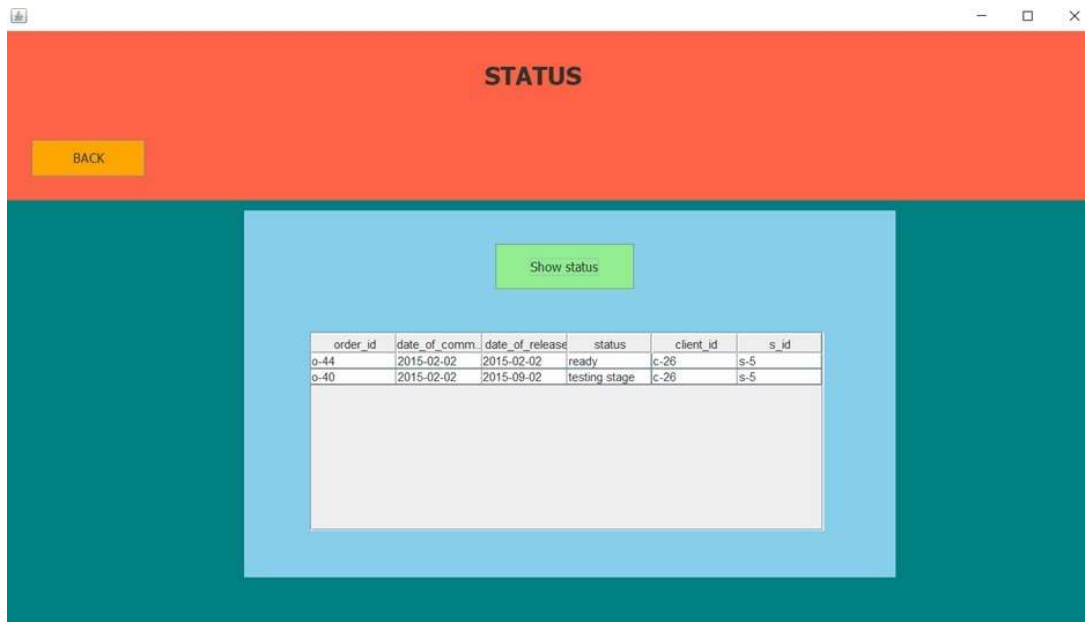 STATUS
BACK
Show status
order_id date_of_comm... date_of_release status client_id s_id
o-44 2015-02-02 2015-02-02 ready c-26 s-5
o-40 2015-02-02 2015-09-02 testing stage c-26 s-5